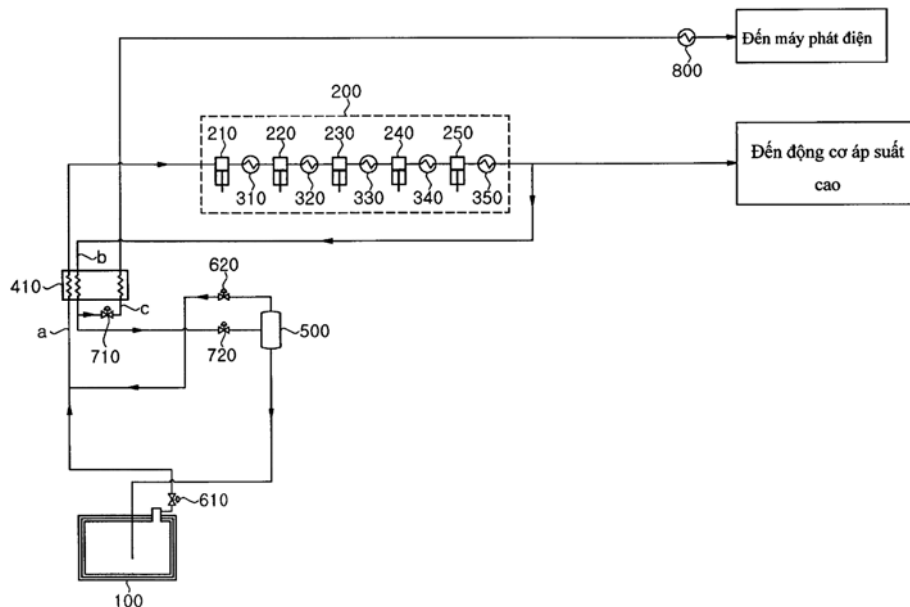 Đến máy phát điện
800
200
210 220 230 240 250
310 320 330 340 350
Đến động cơ áp suất
cao
b
410
620
c
a
710
720
500
610
100